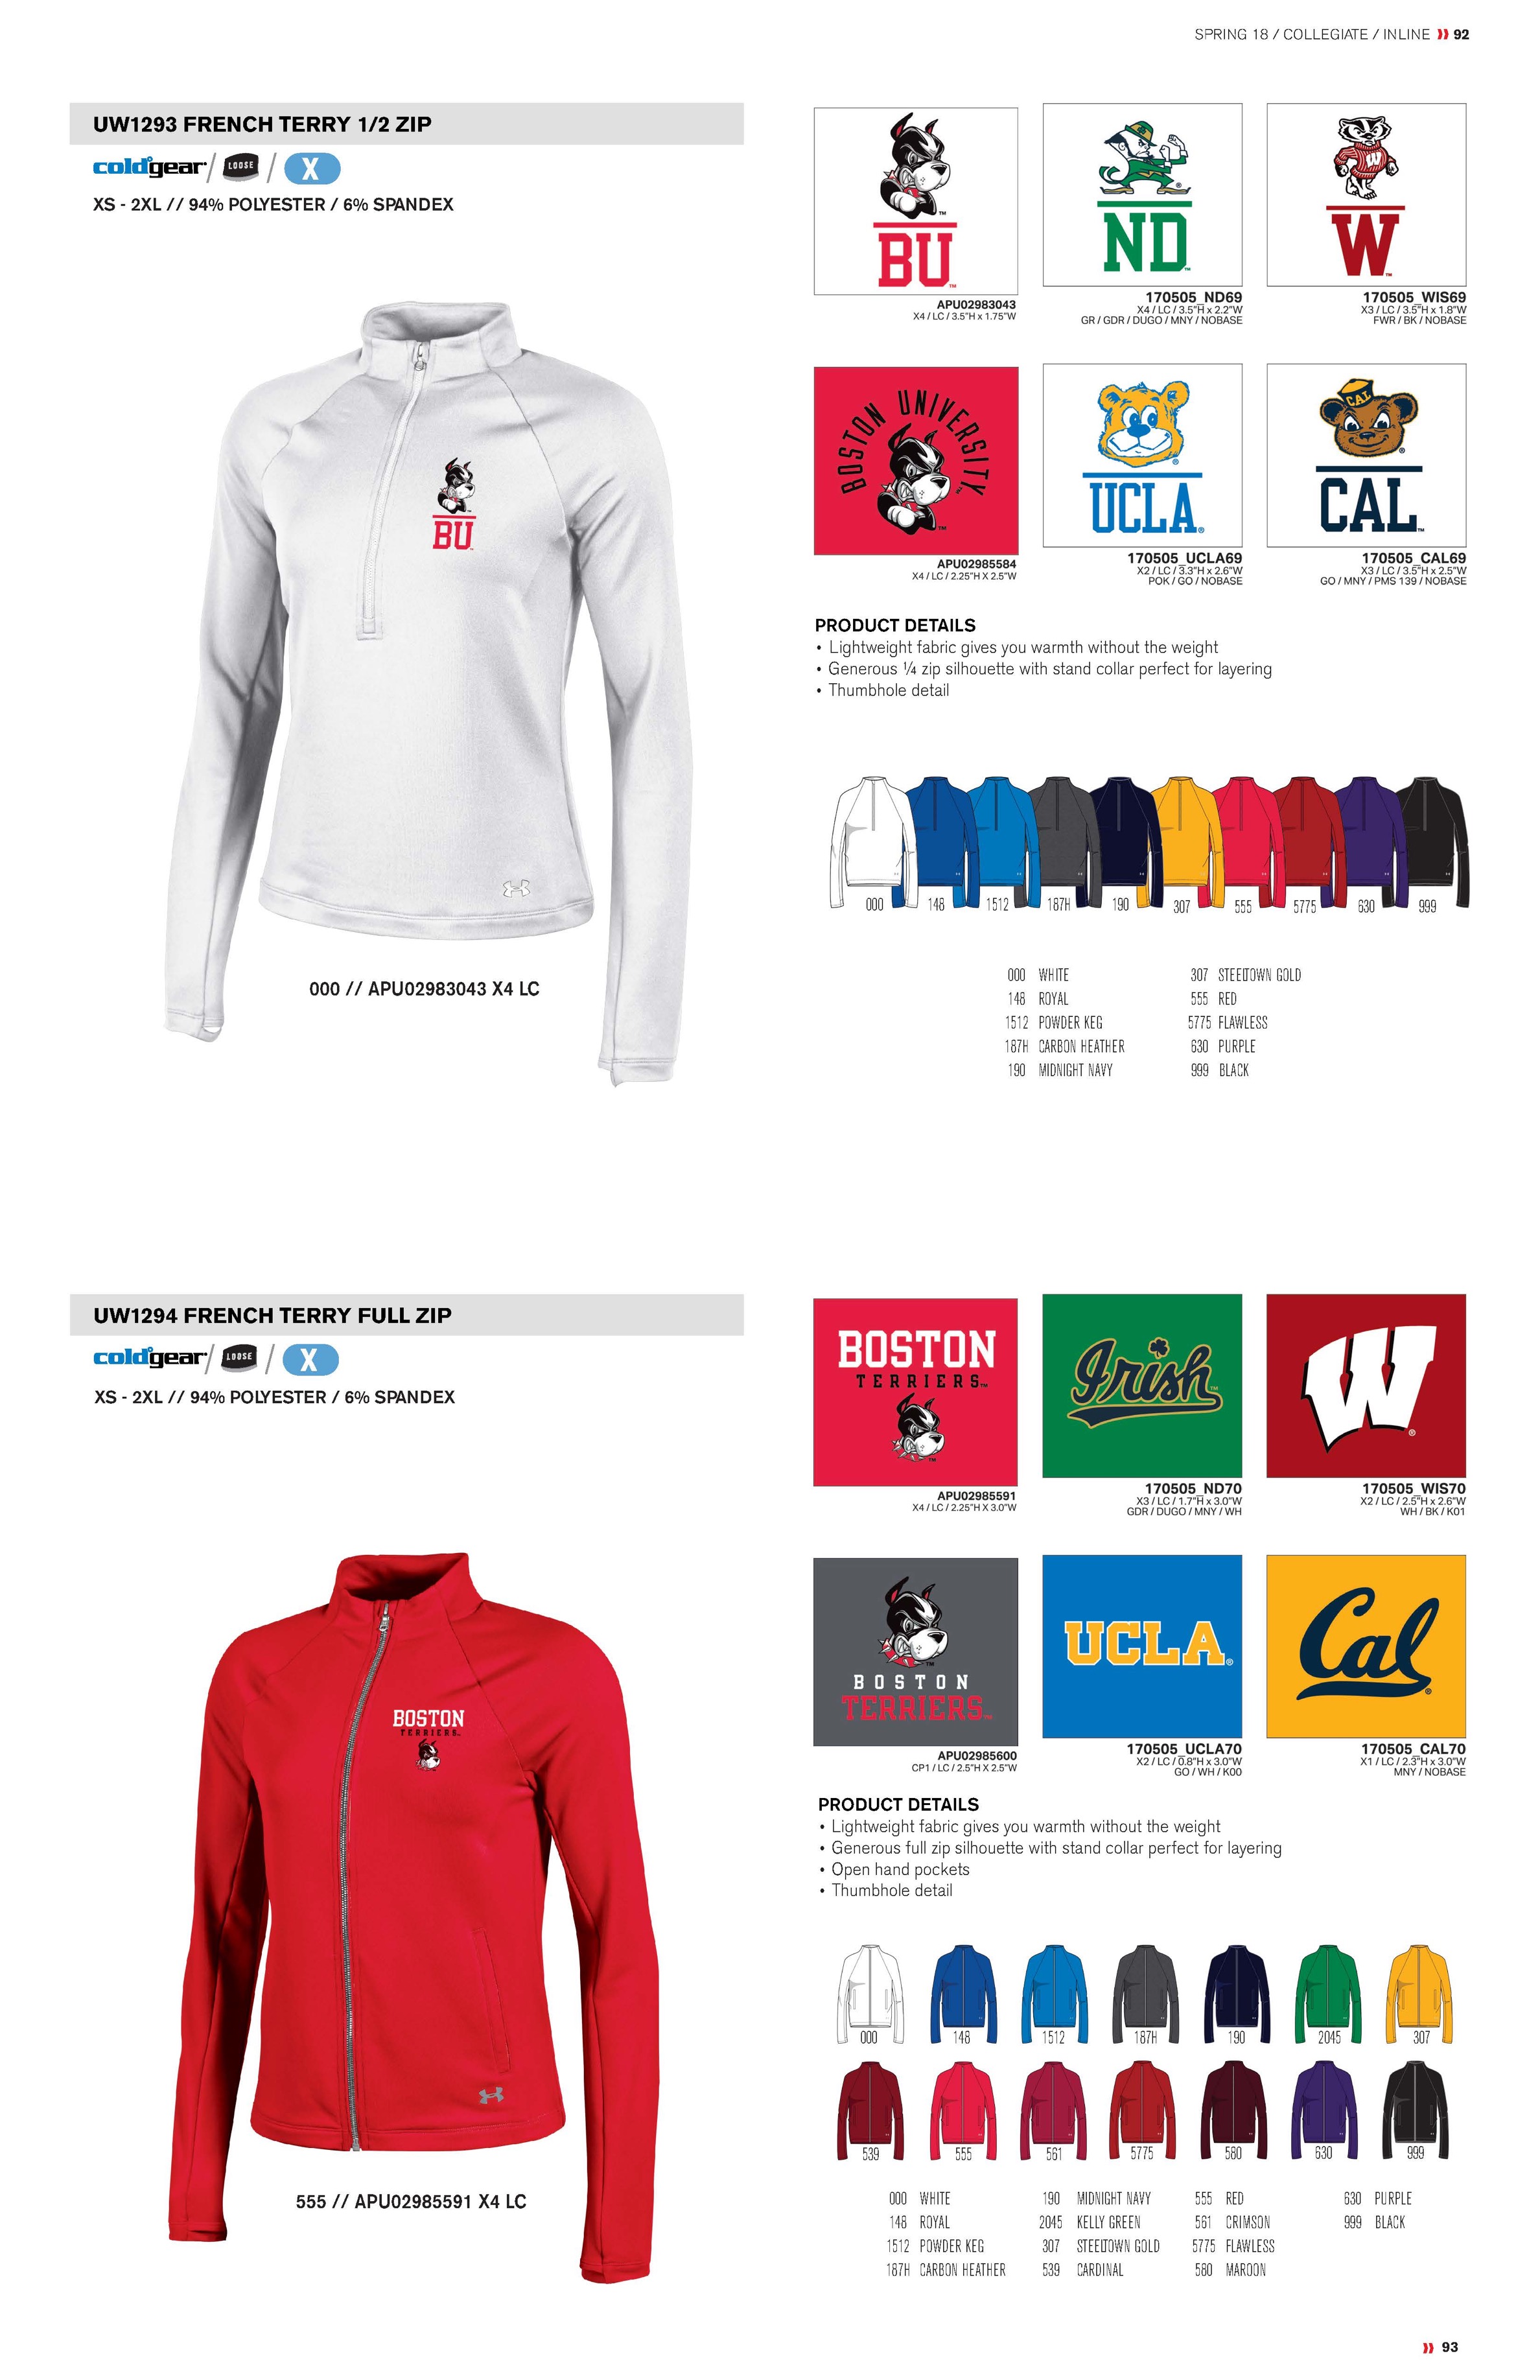 SPRING 18 / COLLEGIATE / INLINE 92
UW1293 FRENCH TERRY 1/2 ZIP
coldgear / LOOSE / X
XS - 2XL // 94% POLYESTER / 6% SPANDEX
BU
BU
000 // APU02983043 X4 LC
APU02983043
X4 / LC / 3.5"H x 1.75"W
ND
170505_ND69
X4 / LC / 3.5"H x 2.2"W
GR / GDR / DUGO / MNY / NOBASE
W
W
170505_WIS69
X3 / LC / 3.5"H x 1.8"W
FWR / BK / NOBASE
BOSTON UNIVERSITY
APU02985584
X4 / LC / 2.25"H X 2.5"W
UCLA
170505_UCLA69
X2 / LC / 3.3"H x 2.6"W
POK / GO / NOBASE
CAL
CAL
170505_CAL69
X3 / LC / 3.5"H x 2.5"W
GO / MNY / PMS 139 / NOBASE
PRODUCT DETAILS
• Lightweight fabric gives you warmth without the weight
• Generous ¼ zip silhouette with stand collar perfect for layering
• Thumbhole detail
000 148 1512 187H 190 307 555 5775 630 999
000 WHITE 307 STEELTOWN GOLD
148 ROYAL 555 RED
1512 POWDER KEG 5775 FLAWLESS
187H CARBON HEATHER 630 PURPLE
190 MIDNIGHT NAVY 999 BLACK
UW1294 FRENCH TERRY FULL ZIP
coldgear / LOOSE / X
XS - 2XL // 94% POLYESTER / 6% SPANDEX
BOSTON
TERRIERS
555 // APU02985591 X4 LC
BOSTON
TERRIERS
APU02985591
X4 / LC / 2.25"H X 3.0"W
Irish
170505_ND70
X3 / LC / 1.7"H x 3.0"W
GDR / DUGO / MNY / WH
W
170505_WIS70
X2 / LC / 2.5"H x 2.6"W
WH / BK / K01
BOSTON
TERRIERS
APU02985600
CP1 / LC / 2.5"H X 2.5"W
UCLA
170505_UCLA70
X2 / LC / 0.8"H x 3.0"W
GO / WH / K00
Cal
170505_CAL70
X1 / LC / 2.3"H x 3.0"W
MNY / NOBASE
PRODUCT DETAILS
• Lightweight fabric gives you warmth without the weight
• Generous full zip silhouette with stand collar perfect for layering
• Open hand pockets
• Thumbhole detail
000 148 1512 187H 190 2045 307
539 555 561 5775 580 630 999
000 WHITE 190 MIDNIGHT NAVY 555 RED 630 PURPLE
148 ROYAL 2045 KELLY GREEN 561 CRIMSON 999 BLACK
1512 POWDER KEG 307 STEELTOWN GOLD 5775 FLAWLESS
187H CARBON HEATHER 539 CARDINAL 580 MAROON
93